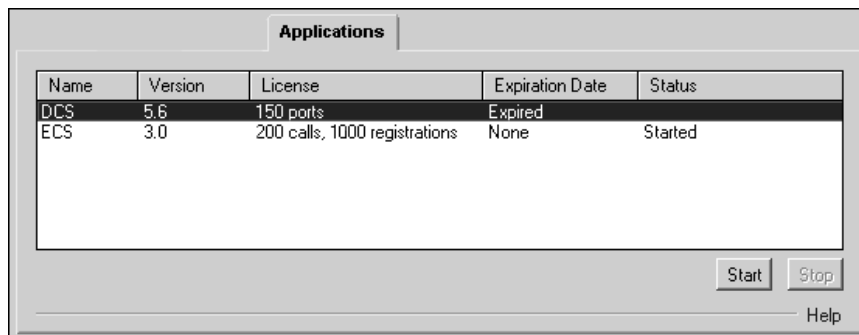 Applications
Name Version License Expiration Date Status
DCS 5.6 150 ports Expired
ECS 3.0 200 calls, 1000 registrations None Started
Start Stop
Help